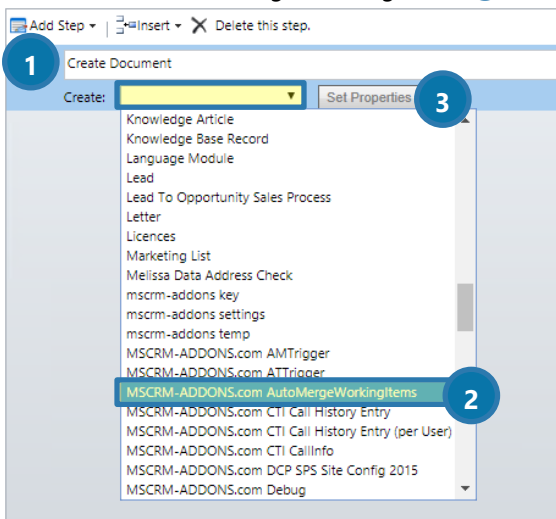 Add Step Insert Delete this step.
1
Create Document
Create: Set Properties
3
Knowledge Article
Knowledge Base Record
Language Module
Lead
Lead To Opportunity Sales Process
Letter
Licences
Marketing List
Melissa Data Address Check
mscrm-addons key
mscrm-addons settings
mscrm-addons temp
MSCRM-ADDONS.com AMTrigger
MSCRM-ADDONS.com ATTrigger
MSCRM-ADDONS.com AutoMergeWorkingItems
2
MSCRM-ADDONS.com CTI Call History Entry
MSCRM-ADDONS.com CTI Call History Entry (per User)
MSCRM-ADDONS.com CTI CallInfo
MSCRM-ADDONS.com DCP SPS Site Config 2015
MSCRM-ADDONS.com Debug